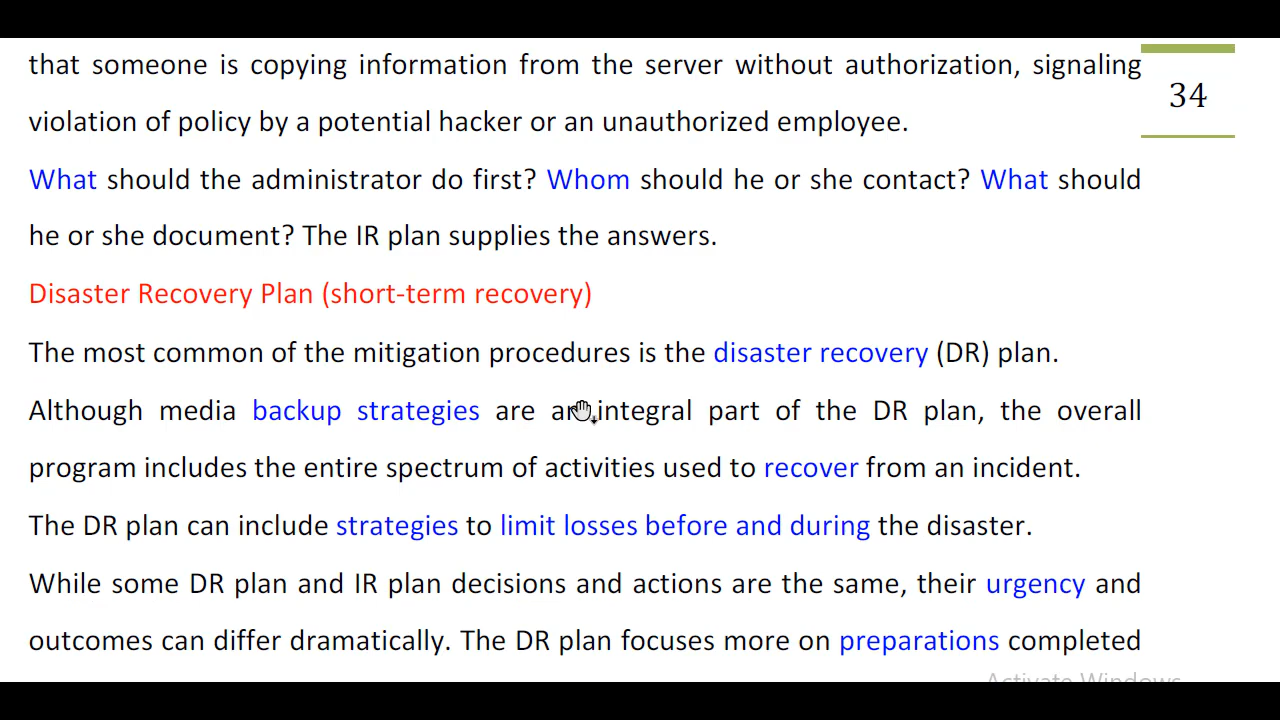 that someone is copying information from the server without authorization, signaling
34
violation of policy by a potential hacker or an unauthorized employee.
What should the administrator do first? Whom should he or she contact? What should
he or she document? The IR plan supplies the answers.
Disaster Recovery Plan (short-term recovery)
The most common of the mitigation procedures is the disaster recovery (DR) plan.
Although media backup strategies are an integral part of the DR plan, the overall
program includes the entire spectrum of activities used to recover from an incident.
The DR plan can include strategies to limit losses before and during the disaster.
While some DR plan and IR plan decisions and actions are the same, their urgency and
outcomes can differ dramatically. The DR plan focuses more on preparations completed
Activate Windows